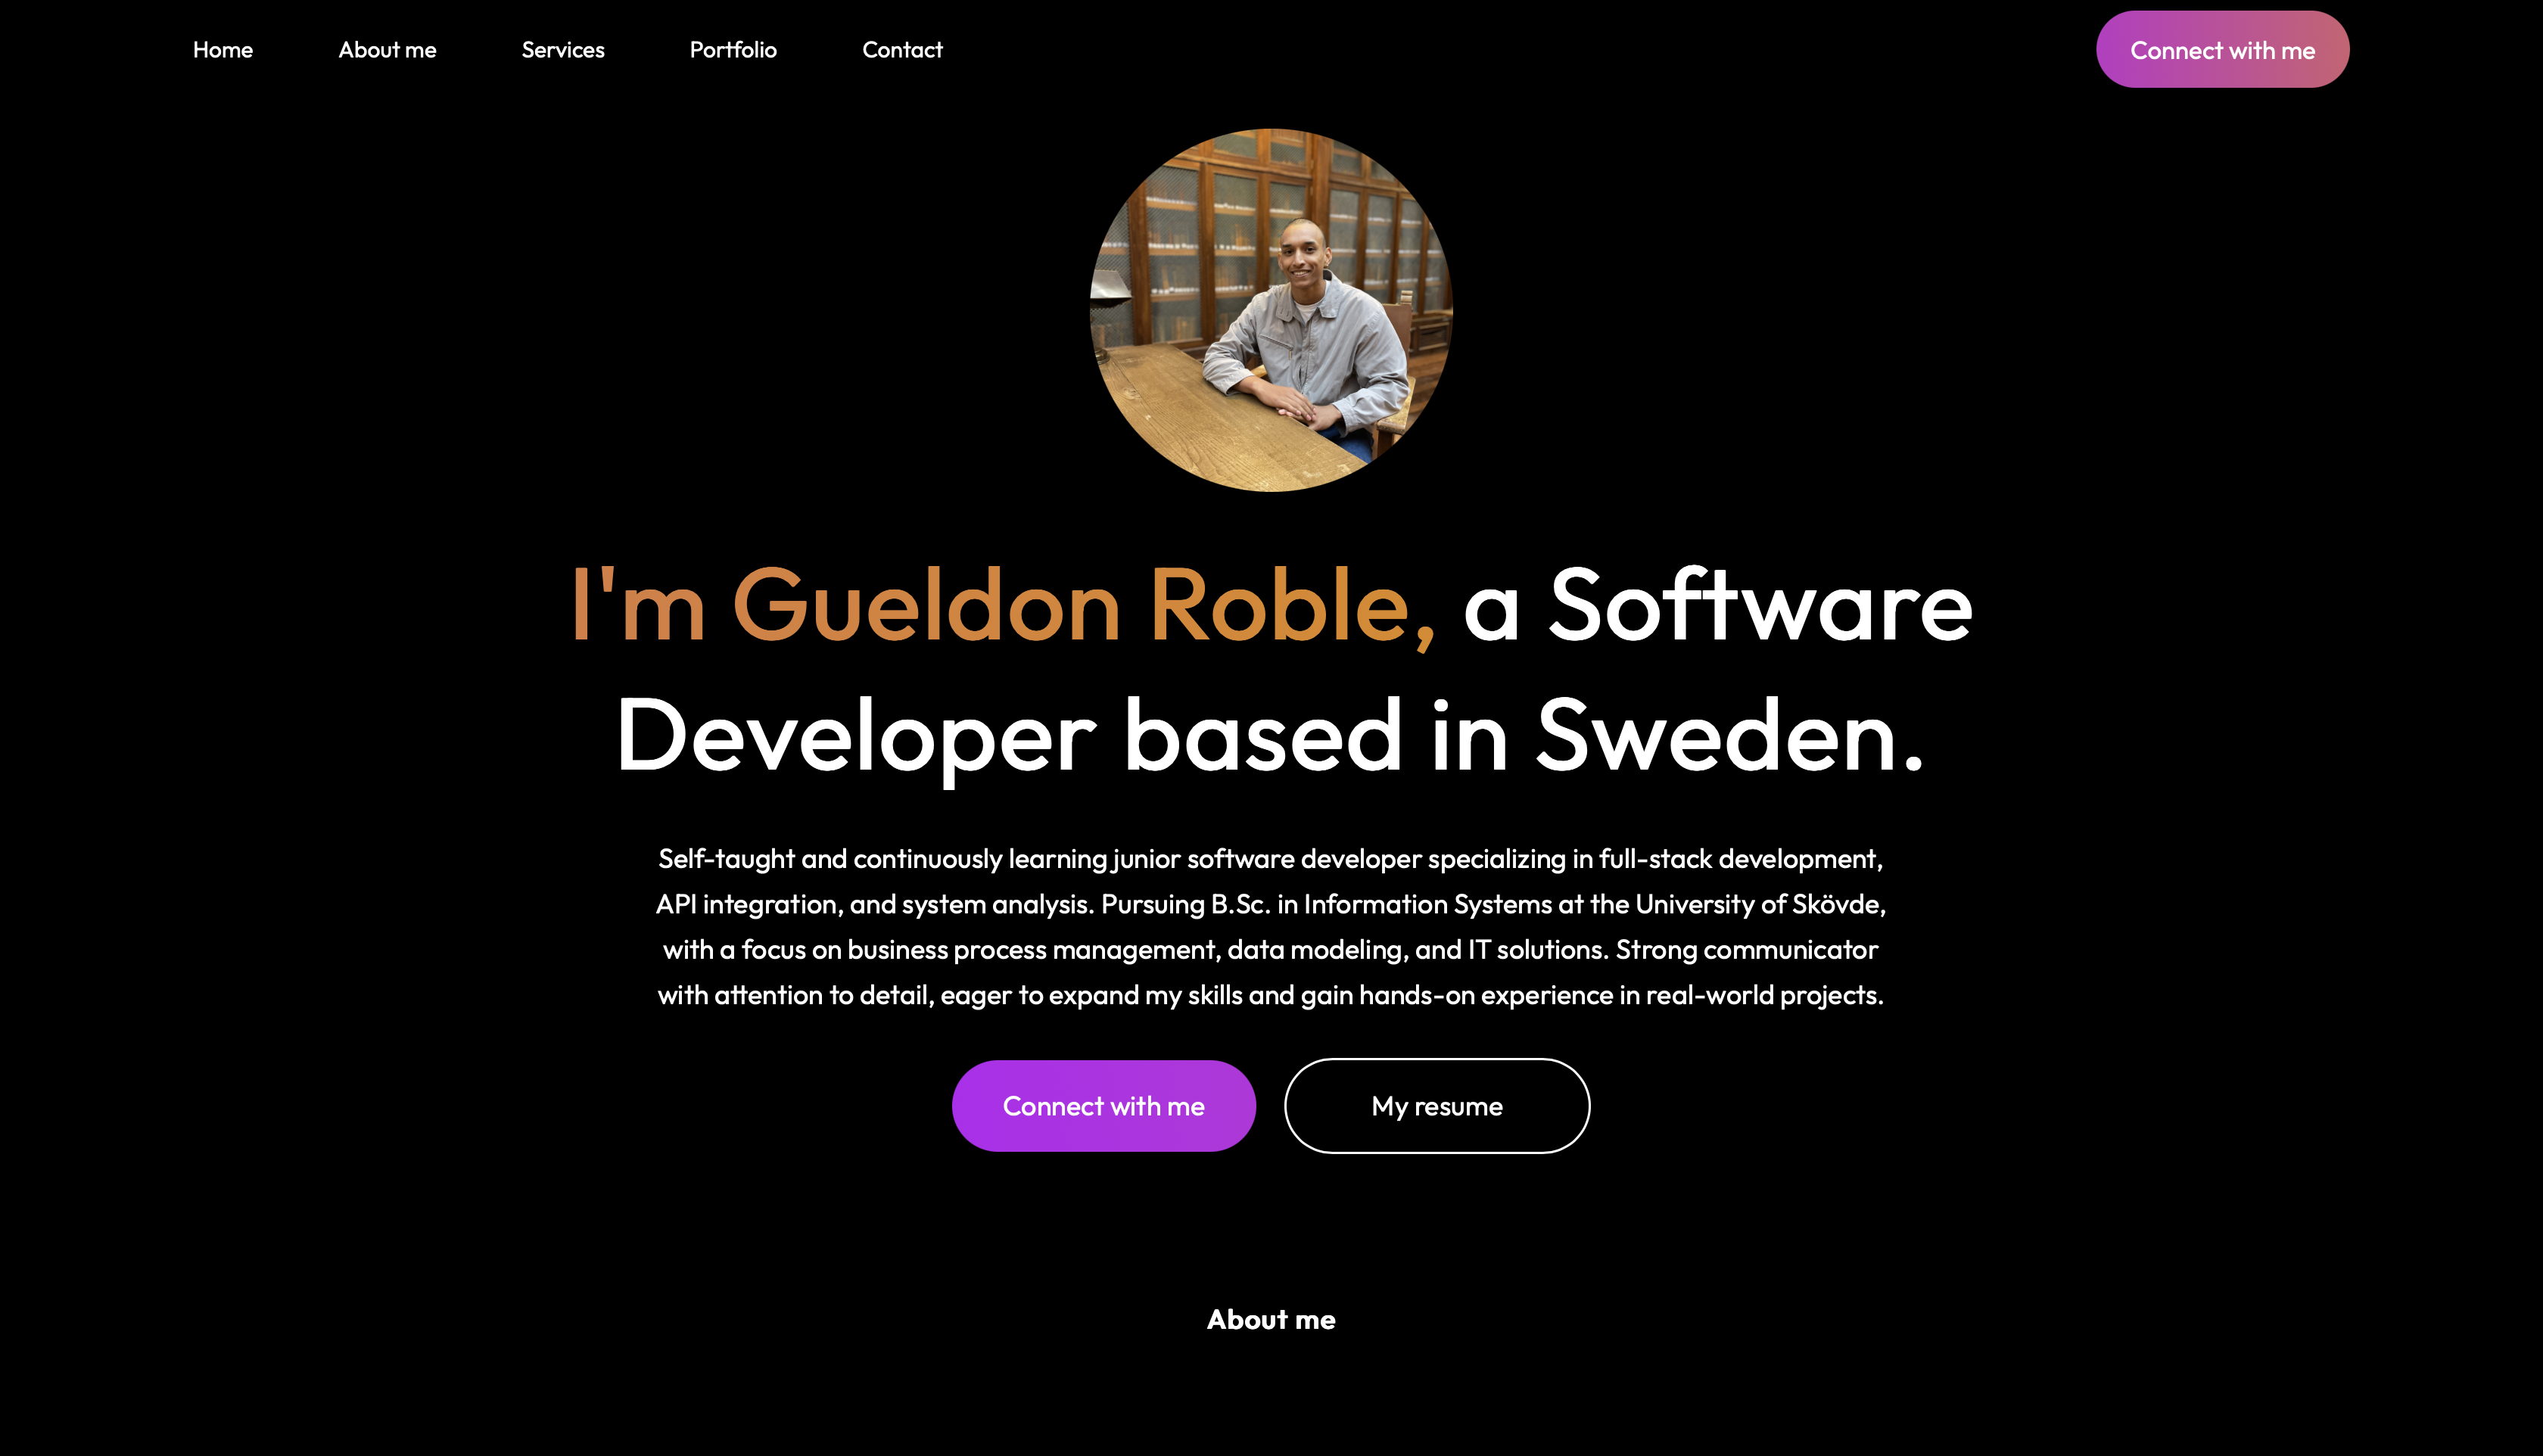 Home About me Services Portfolio Contact Connect with me
I'm Gueldon Roble, a Software
Developer based in Sweden.
Self-taught and continuously learning junior software developer specializing in full-stack development,
API integration, and system analysis. Pursuing B.Sc. in Information Systems at the University of Skövde,
with a focus on business process management, data modeling, and IT solutions. Strong communicator
with attention to detail, eager to expand my skills and gain hands-on experience in real-world projects.
Connect with me My resume
About me